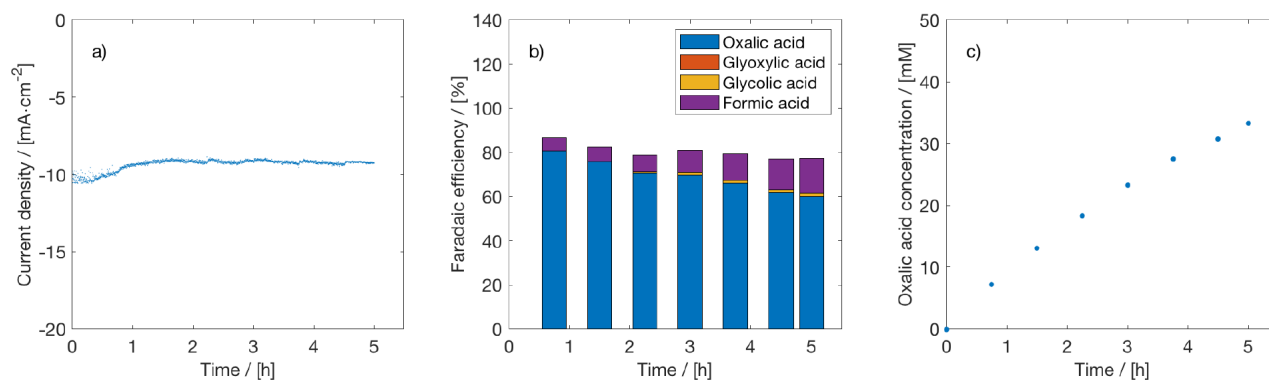 a)
0
-5
-10
-15
-20
0 1 2 3 4 5
Current density / [mA·cm⁻²]
Time / [h]
b)
Oxalic acid
Glyoxylic acid
Glycolic acid
Formic acid
140
120
100
80
60
40
20
0
0 1 2 3 4 5
Faradaic efficiency / [%]
Time / [h]
c)
50
40
30
20
10
0
0 1 2 3 4 5
Oxalic acid concentration / [mM]
Time / [h]